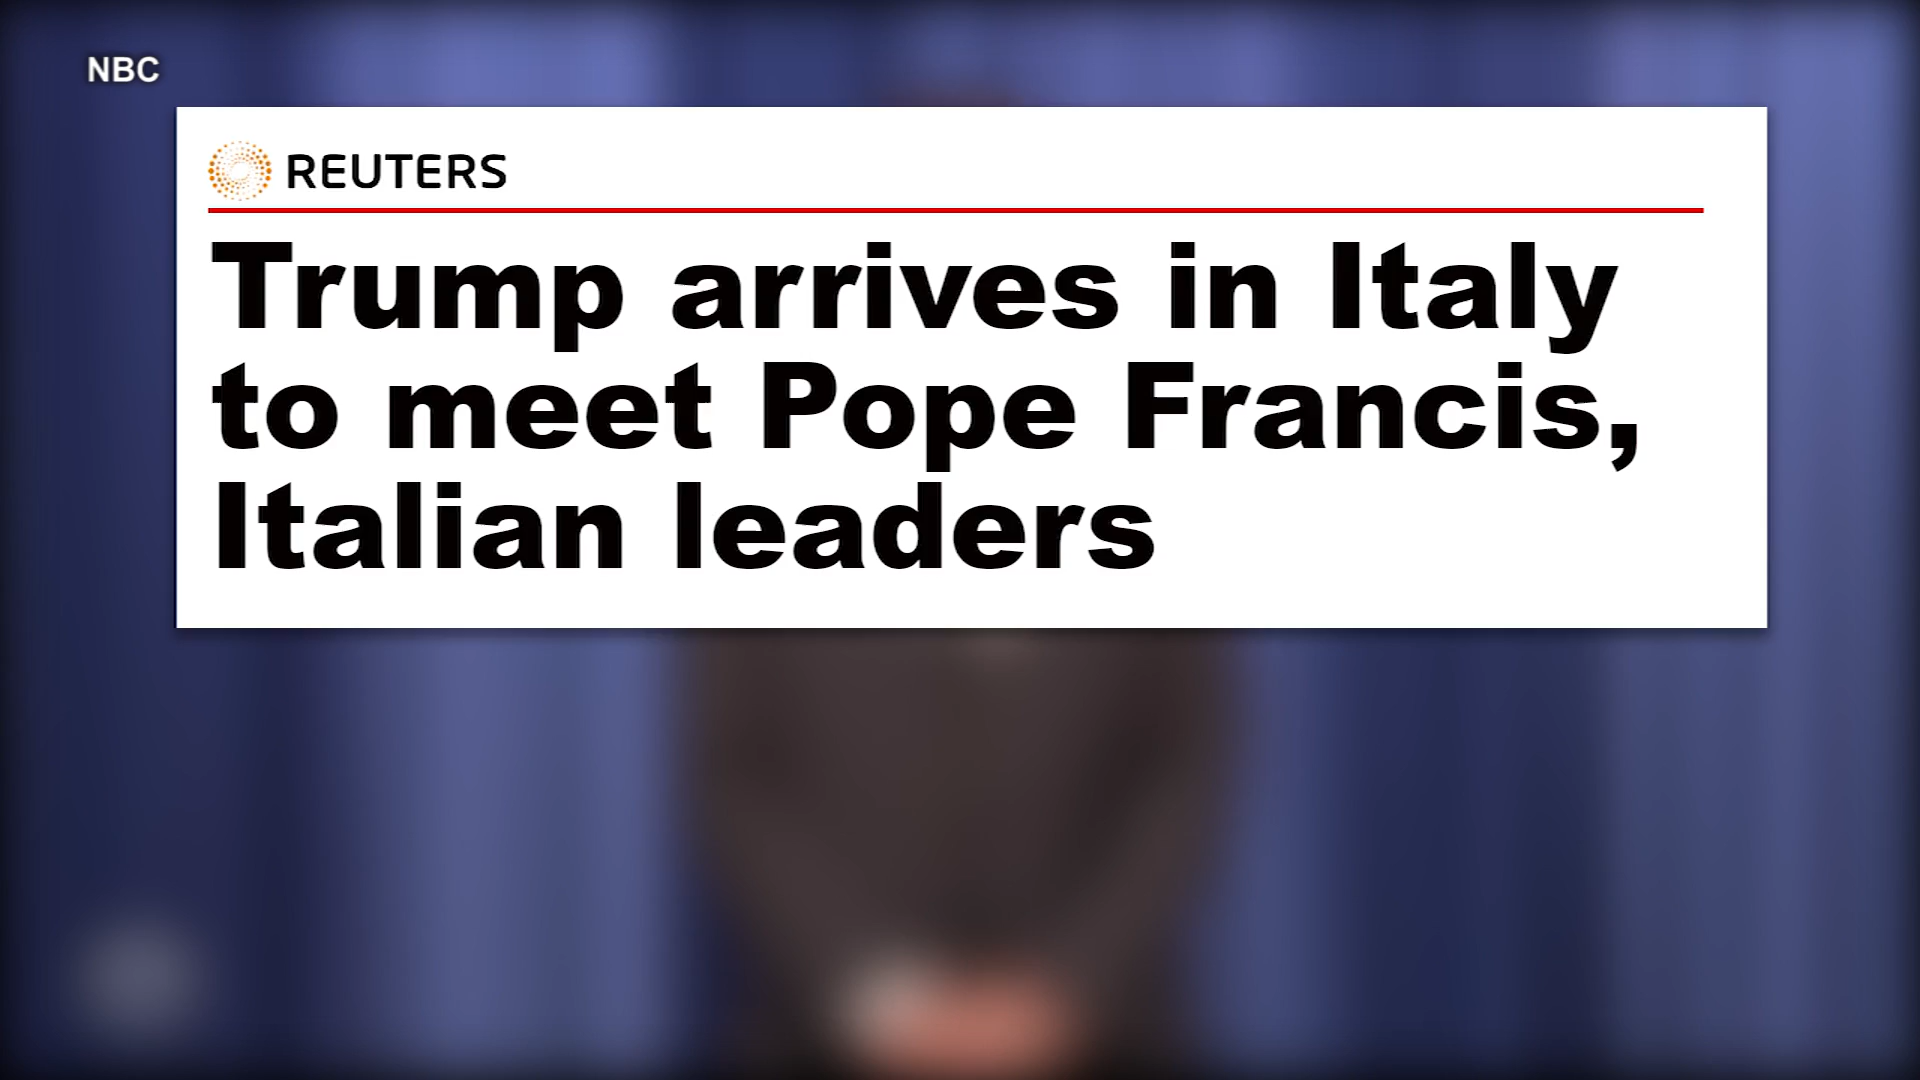 NBC
REUTERS
Trump arrives in Italy
to meet Pope Francis,
Italian leaders